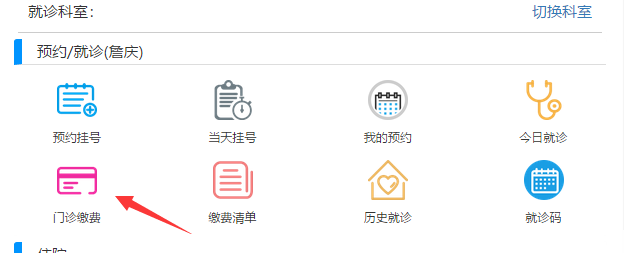 就诊科室： 切换科室
预约/就诊(詹庆)
预约挂号 当天挂号 我的预约 今日就诊
门诊缴费 缴费清单 历史就诊 就诊码